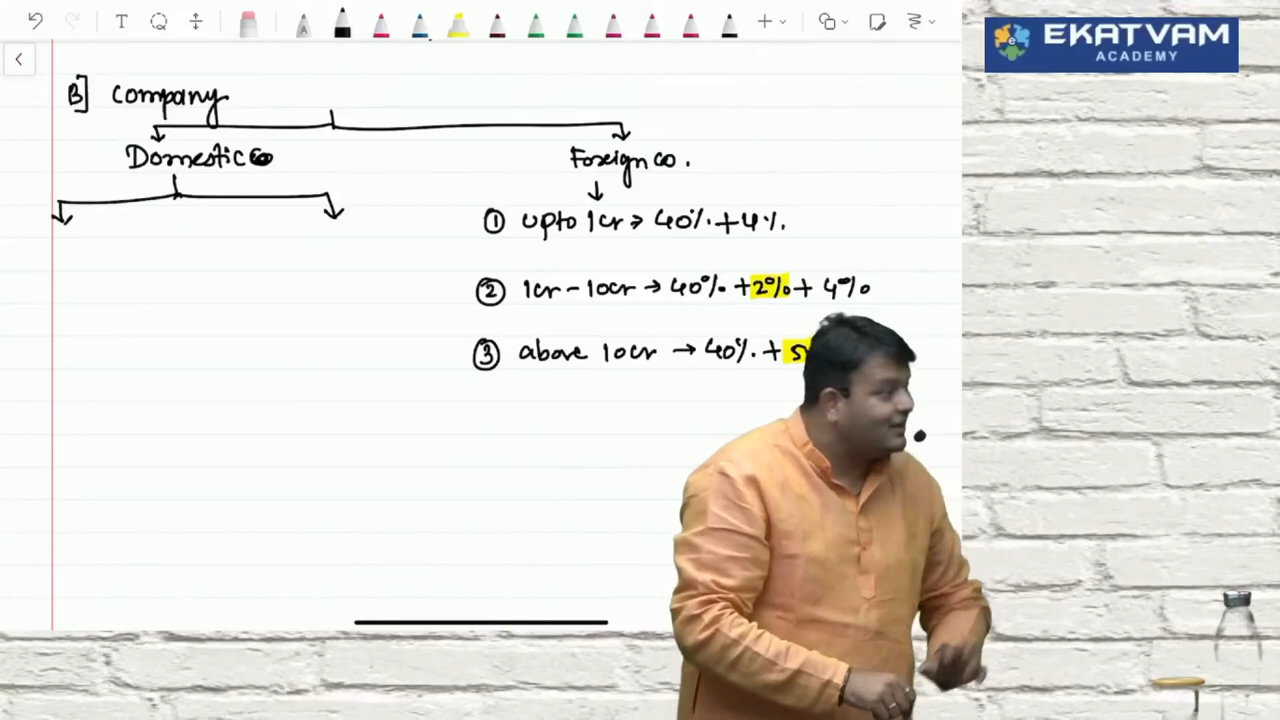 EKATVAM
ACADEMY
B] Company
Domestic Co
Foreign co.
① upto 1cr → 40% + 4%.
② 1cr - 10cr → 40% + 2% + 4%
③ above 10cr → 40% + 5